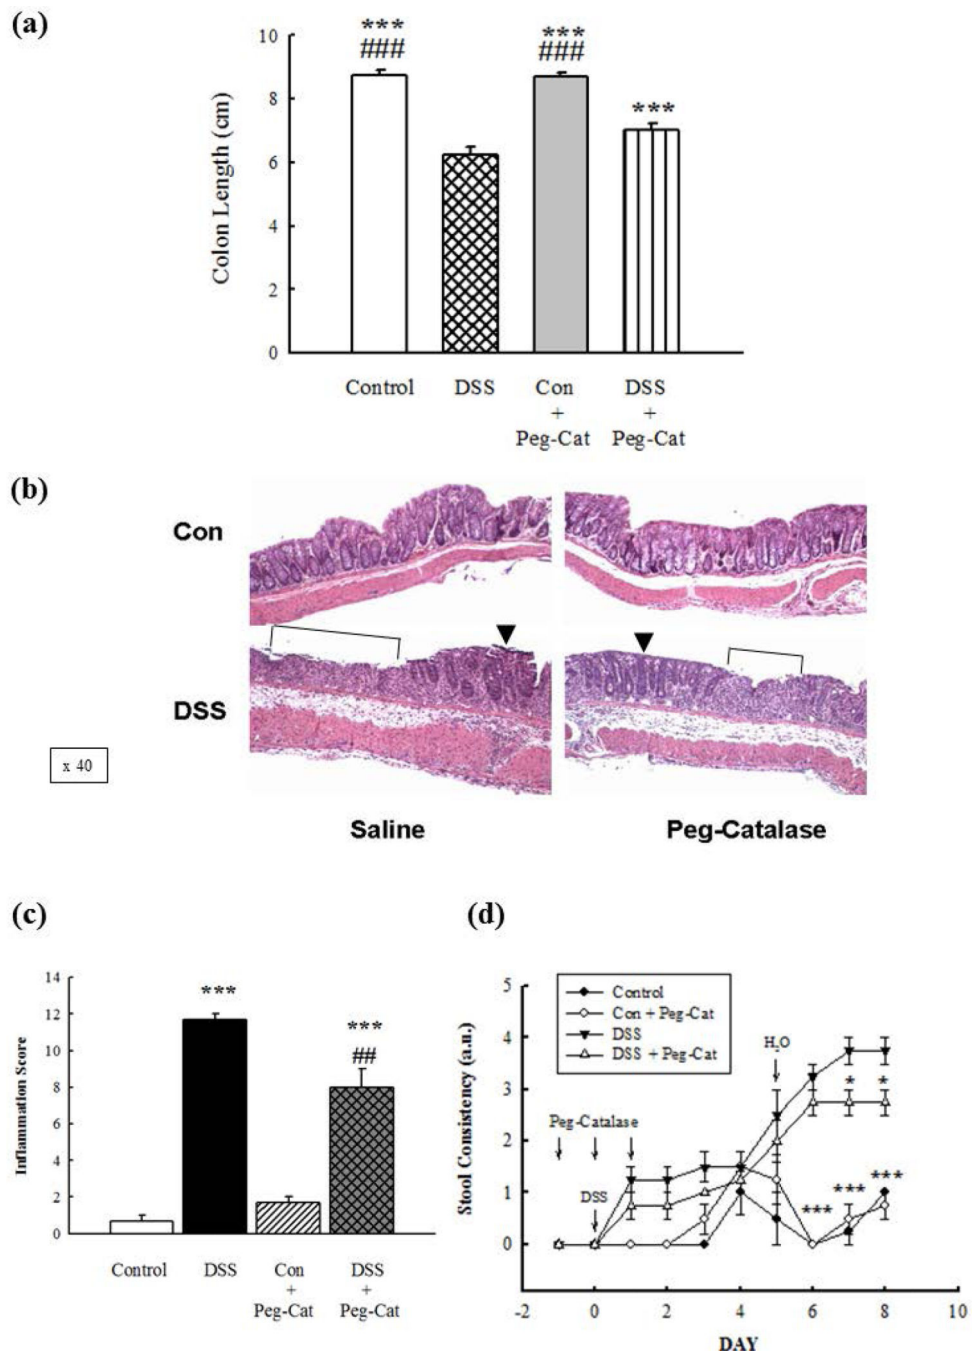 (a)
***
###
***
###
***
10
8
6
4
2
0
Colon Length (cm)
Control
DSS
Con
+
Peg-Cat
DSS
+
Peg-Cat
(b)
Con
DSS
x 40
Saline
Peg-Catalase
(c)
14
12
10
8
6
4
2
0
Inflammation Score
***
***
##
Control
DSS
Con
+
Peg-Cat
DSS
+
Peg-Cat
(d)
5
4
3
2
1
0
Stool Consistency (a.u.)
Control
Con + Peg-Cat
DSS
DSS + Peg-Cat
H2O
Peg-Catalase
DSS
* *
***
***
***
-2 0 2 4 6 8 10
DAY